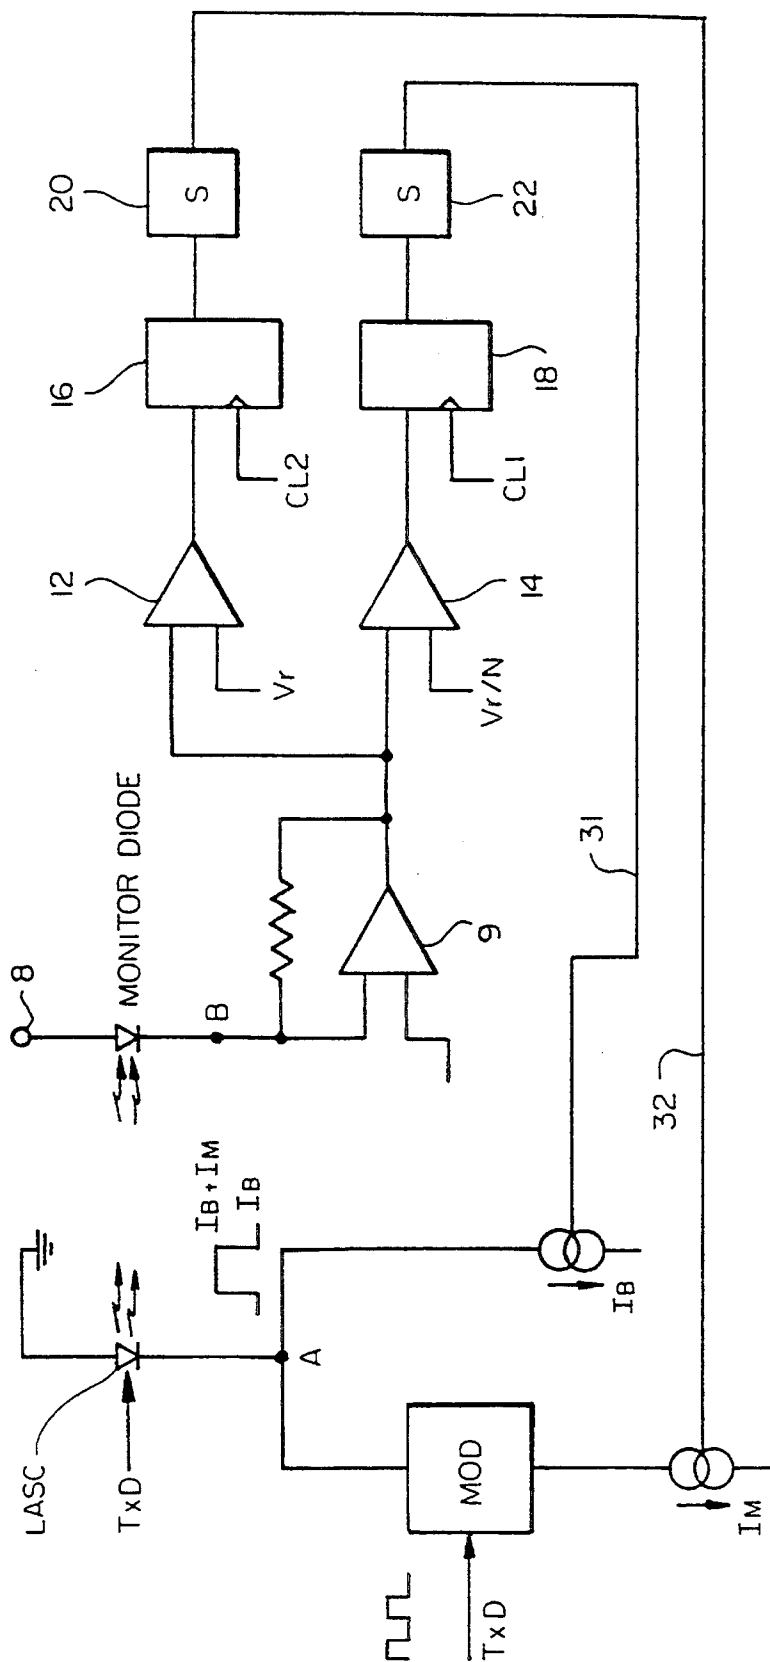 LASC
TxD
IB+IM
IB
A
MOD
TxD
IM
IB
8
MONITOR DIODE
B
9
31
32
12
Vr
14
Vr/N
16
CL2
18
CL1
20
S
22
S